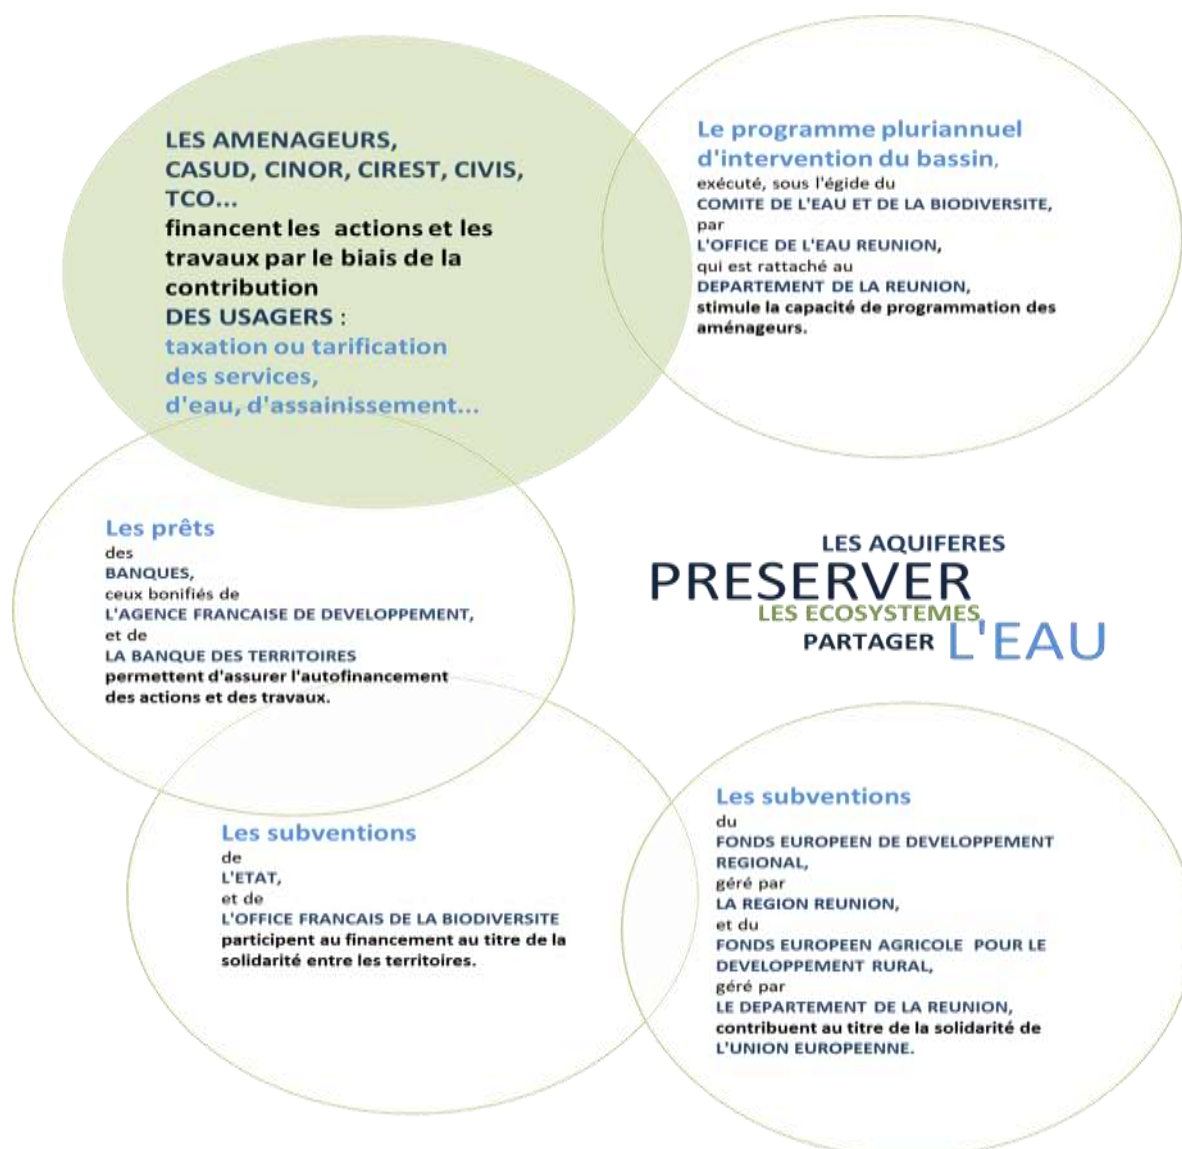 LES AMENAGEURS,
CASUD, CINOR, CIREST, CIVIS,
TCO...
financent les actions et les
travaux par le biais de la
contribution
DES USAGERS :
taxation ou tarification
des services,
d'eau, d'assainissement...
Le programme pluriannuel
d'intervention du bassin,
exécuté, sous l'égide du
COMITE DE L'EAU ET DE LA BIODIVERSITE,
par
L'OFFICE DE L'EAU REUNION,
qui est rattaché au
DEPARTEMENT DE LA REUNION,
stimule la capacité de programmation des
aménageurs.
Les prêts
des
BANQUES,
ceux bonifiés de
L'AGENCE FRANCAISE DE DEVELOPPEMENT,
et de
LA BANQUE DES TERRITOIRES
permettent d'assurer l'autofinancement
des actions et des travaux.
LES AQUIFERES
PRESERVER
LES ECOSYSTEMES
PARTAGER L'EAU
Les subventions
de
L'ETAT,
et de
L'OFFICE FRANCAIS DE LA BIODIVERSITE
participent au financement au titre de la
solidarité entre les territoires.
Les subventions
du
FONDS EUROPEEN DE DEVELOPPEMENT
REGIONAL,
géré par
LA REGION REUNION,
et du
FONDS EUROPEEN AGRICOLE POUR LE
DEVELOPPEMENT RURAL,
géré par
LE DEPARTEMENT DE LA REUNION,
contribuent au titre de la solidarité de
L'UNION EUROPEENNE.